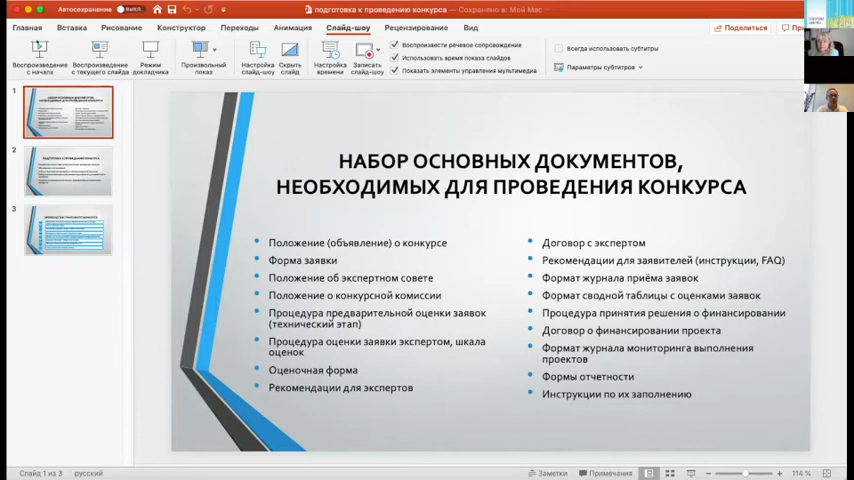 Автосохранение
ВЫКЛ.
подготовка к проведению конкурса — Сохранено в: Мой Mac
Главная Вставка Рисование Конструктор Переходы Анимация Слайд-шоу Рецензирование Вид
Поделиться
Воспроизведение с начала
Воспроизведение с текущего слайда
Режим докладчика
Произвольный показ
Настройка слайд-шоу
Скрыть слайд
Настройка времени
Записать слайд-шоу
Воспроизвести речевое сопровождение
Использовать время показа слайдов
Показать элементы управления мультимедиа
Всегда использовать субтитры
Параметры субтитров
1
2
3
НАБОР ОСНОВНЫХ ДОКУМЕНТОВ,
НЕОБХОДИМЫХ ДЛЯ ПРОВЕДЕНИЯ КОНКУРСА
Положение (объявление) о конкурсе
Форма заявки
Положение об экспертном совете
Положение о конкурсной комиссии
Процедура предварительной оценки заявок
(технический этап)
Процедура оценки заявки экспертом, шкала
оценок
Оценочная форма
Рекомендации для экспертов
Договор с экспертом
Рекомендации для заявителей (инструкции, FAQ)
Формат журнала приёма заявок
Формат сводной таблицы с оценками заявок
Процедура принятия решения о финансировании
Договор о финансировании проекта
Формат журнала мониторинга выполнения
проектов
Формы отчетности
Инструкции по их заполнению
Слайд 1 из 3 русский
Заметки Примечания
114 %